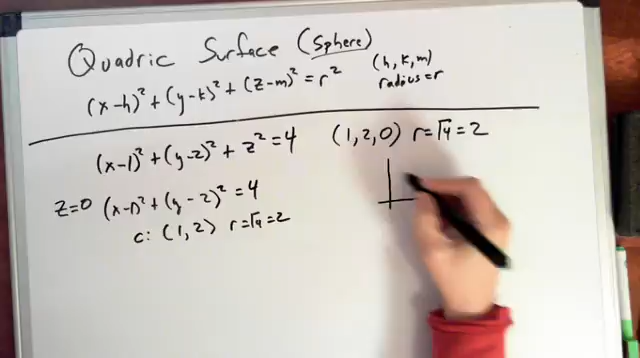 Quadric Surface (Sphere)
(x-h)² + (y-k)² + (z-m)² = r² (h, k, m)
radius = r
(x-1)² + (y-2)² + z² = 4 (1, 2, 0) r = √4 = 2
z=0 (x-1)² + (y-2)² = 4
c: (1, 2) r = √4 = 2